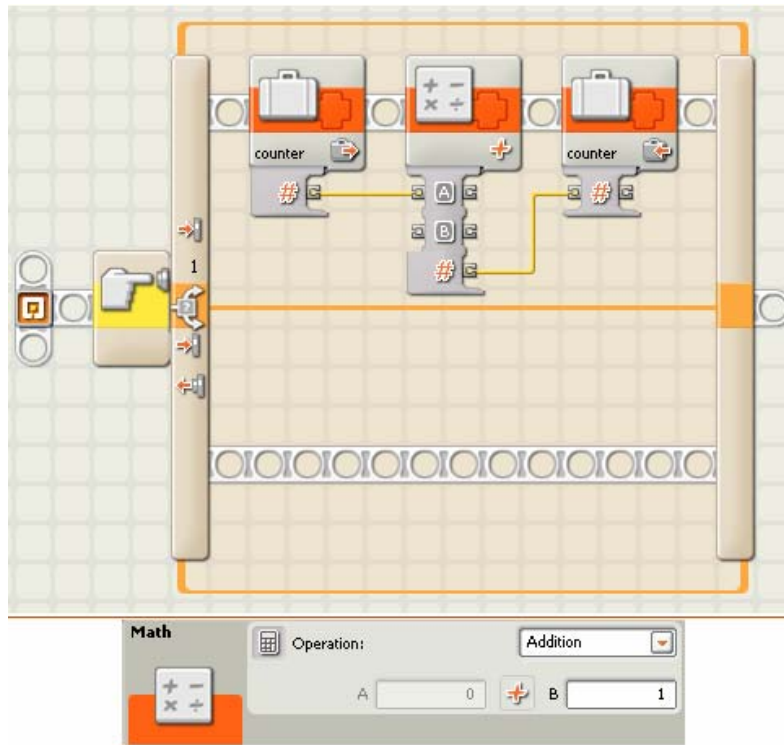 counter
counter
# A #
B
1
#
Math
Operation: Addition
A 0 B 1